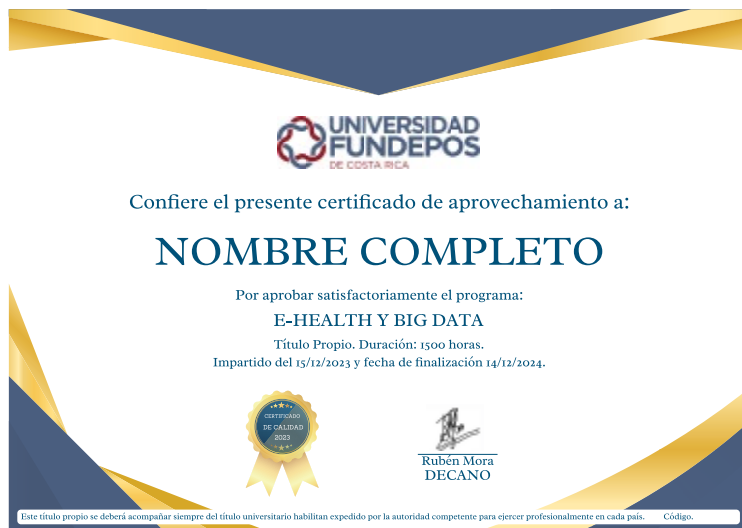 UNIVERSIDAD
FUNDEPOS
DE COSTA RICA
Confiere el presente certificado de aprovechamiento a:
NOMBRE COMPLETO
Por aprobar satisfactoriamente el programa:
E-HEALTH Y BIG DATA
Título Propio. Duración: 1500 horas.
Impartido del 15/12/2023 y fecha de finalización 14/12/2024.
CERTIFICADO
DE CALIDAD
2023
Rubén Mora
DECANO
Este título propio se deberá acompañar siempre del título universitario habilitan expedido por la autoridad competente para ejercer profesionalmente en cada país. Código.